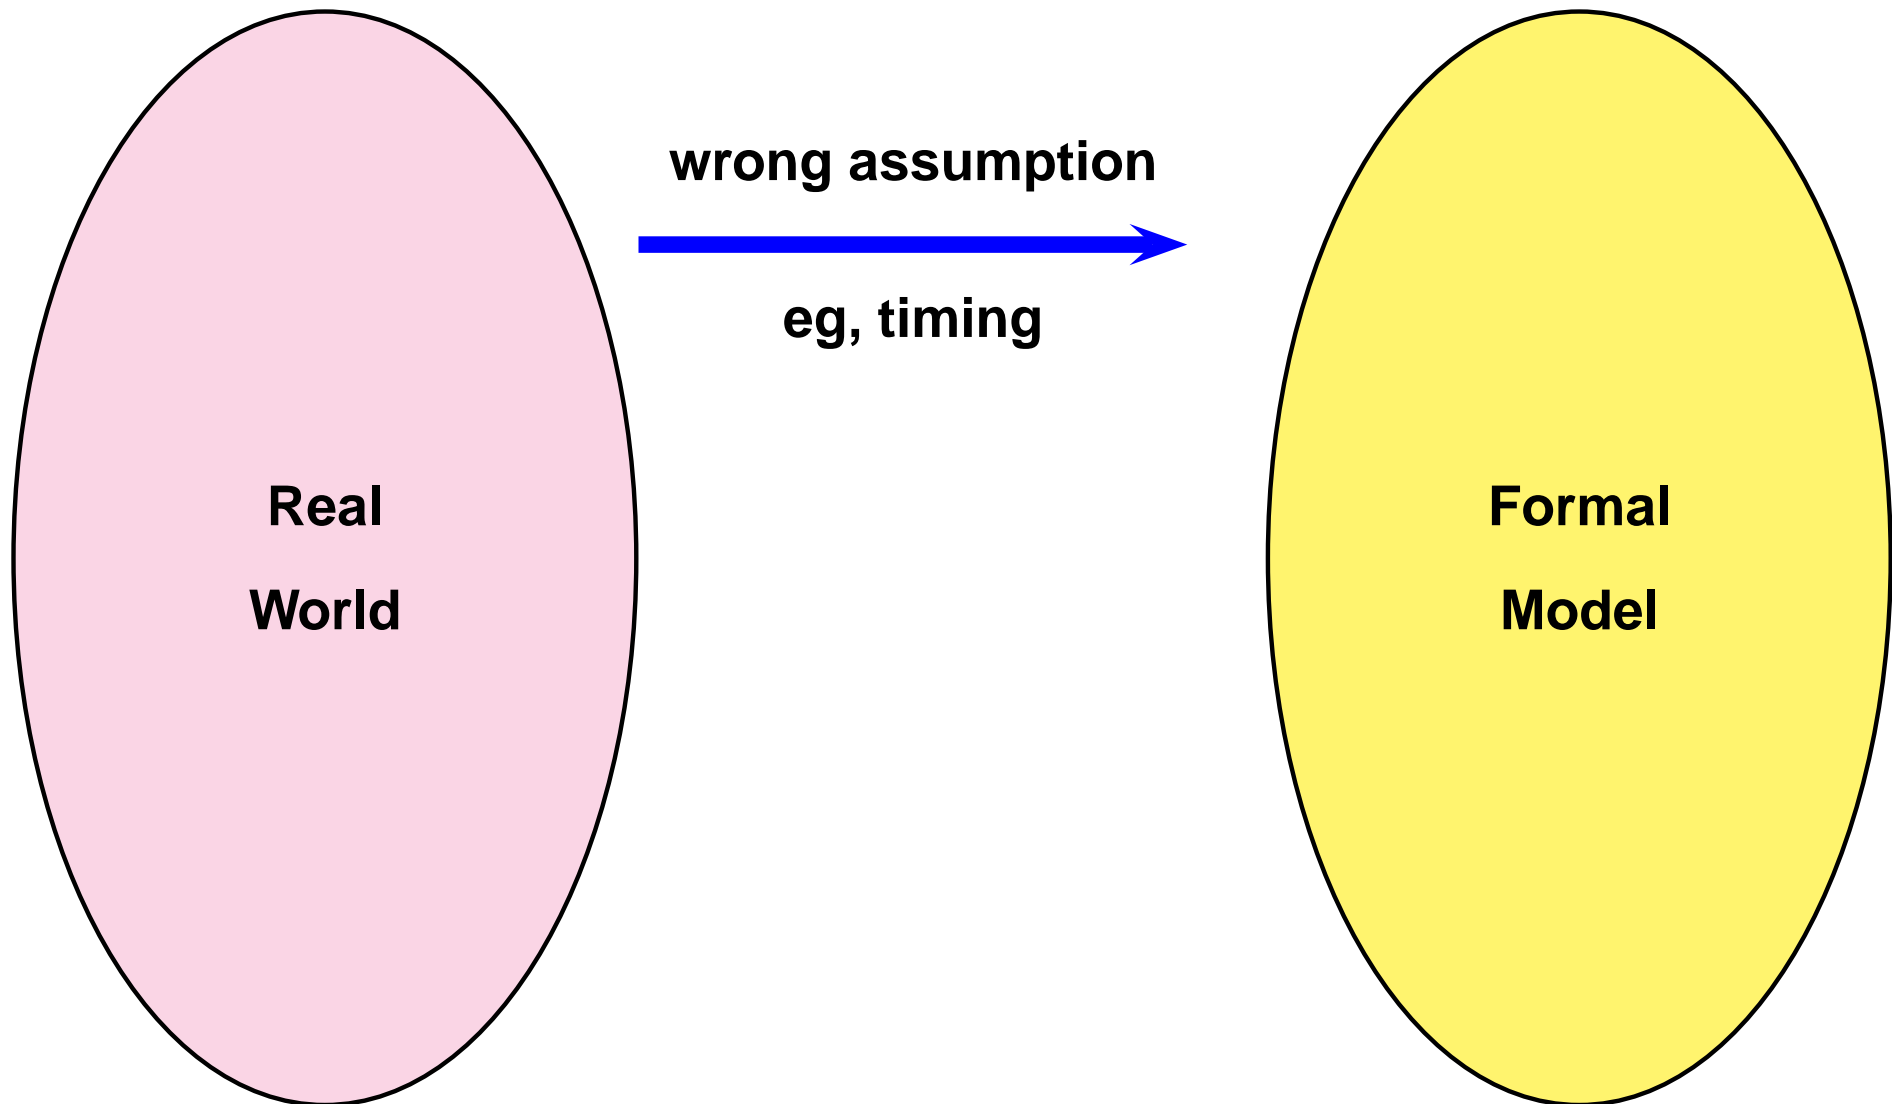 wrong assumption
eg, timing
Real
World
Formal
Model